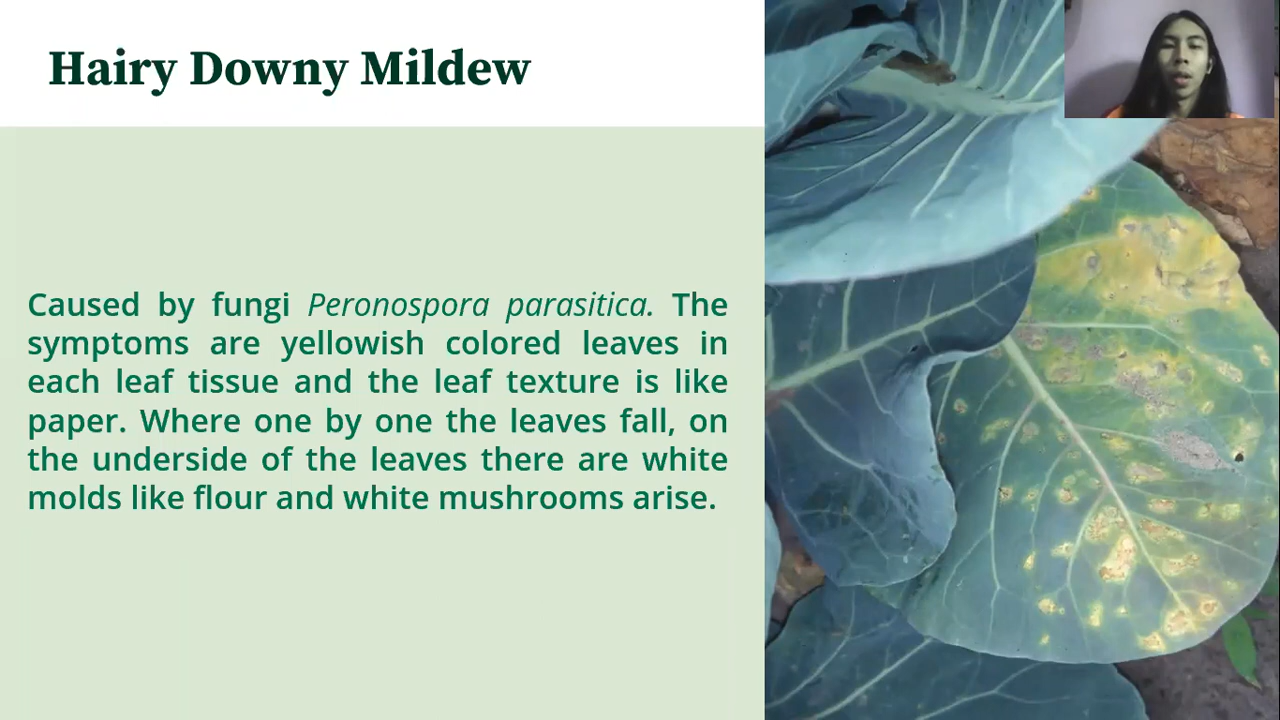 Hairy Downy Mildew
Caused by fungi Peronospora parasitica. The
symptoms are yellowish colored leaves in
each leaf tissue and the leaf texture is like
paper. Where one by one the leaves fall, on
the underside of the leaves there are white
molds like flour and white mushrooms arise.